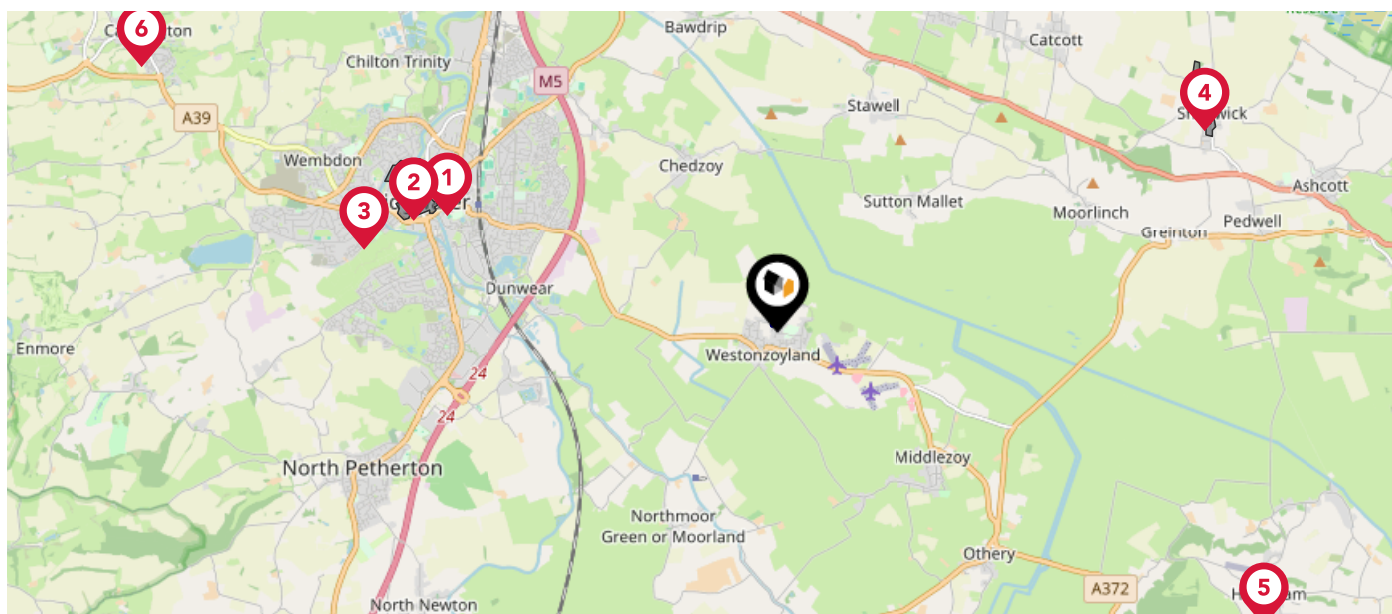 6
Bawdrip
Catcott
Chilton Trinity
M5
4
Stawell
A39
Wembdon
Chedzoy
2
1
3
Ashcott
Sutton Mallet
Moorlinch
Pedwell
Greinton
Dunwear
Enmore
Westonzoyland
24
24
North Petherton
Middlezoy
Northmoor
Green or Moorland
Othery
A372
5
North Newton